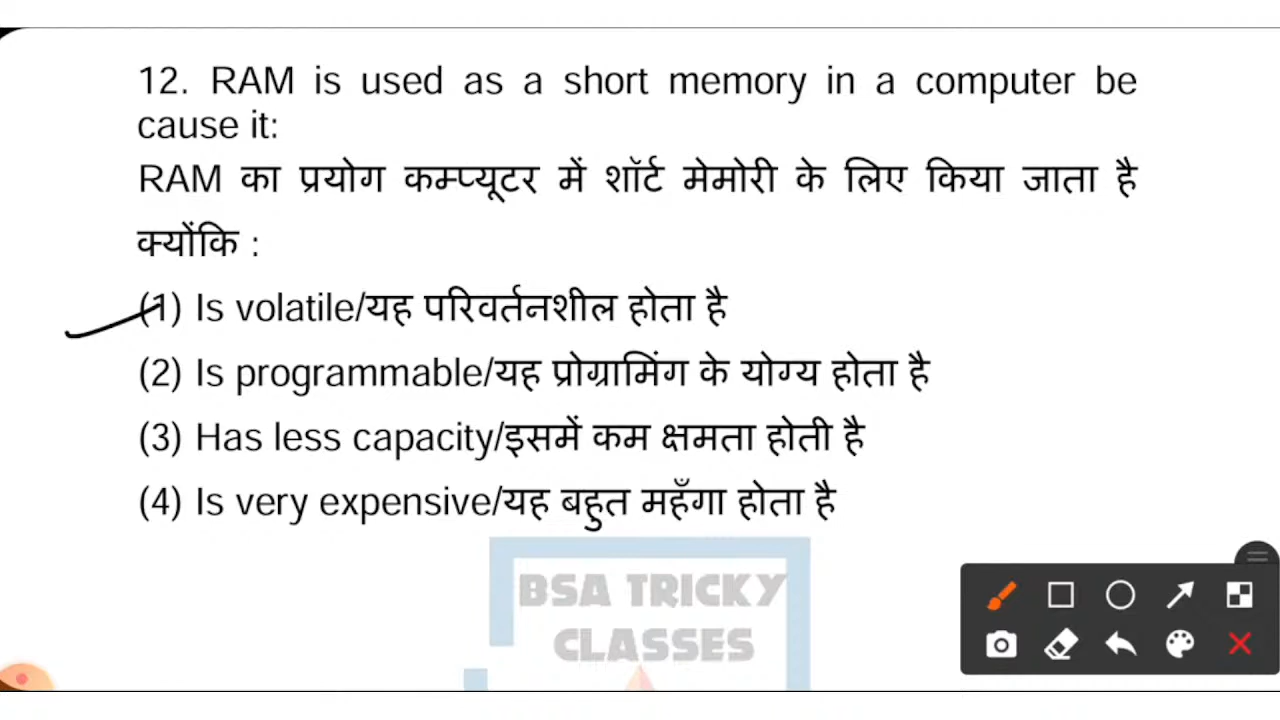 12. RAM is used as a short memory in a computer be
cause it:
RAM का प्रयोग कम्प्यूटर में शॉर्ट मेमोरी के लिए किया जाता है
क्योंकि :
(1) Is volatile/यह परिवर्तनशील होता है
(2) Is programmable/यह प्रोग्रामिंग के योग्य होता है
(3) Has less capacity/इसमें कम क्षमता होती है
(4) Is very expensive/यह बहुत महँगा होता है
BSA TRICKY
CLASSES